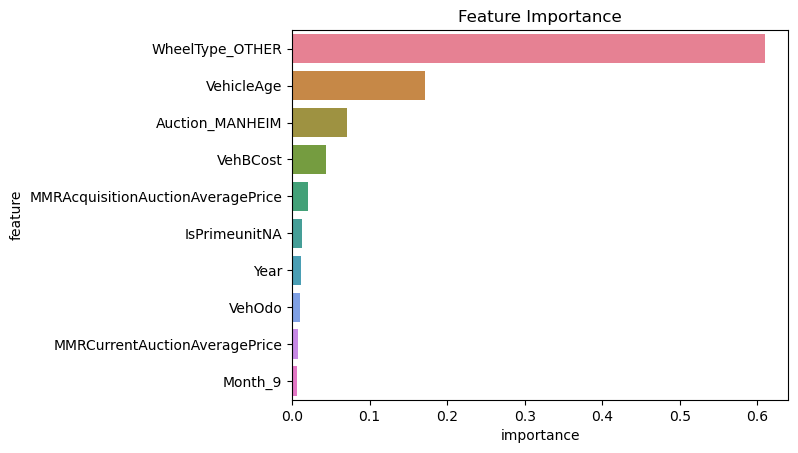 Feature Importance
WheelType_OTHER
VehicleAge
Auction_MANHEIM
VehBCost
MMRAcquisitionAuctionAveragePrice
IsPrimeunitNA
Year
VehOdo
MMRCurrentAuctionAveragePrice
Month_9
feature
0.0 0.1 0.2 0.3 0.4 0.5 0.6
importance